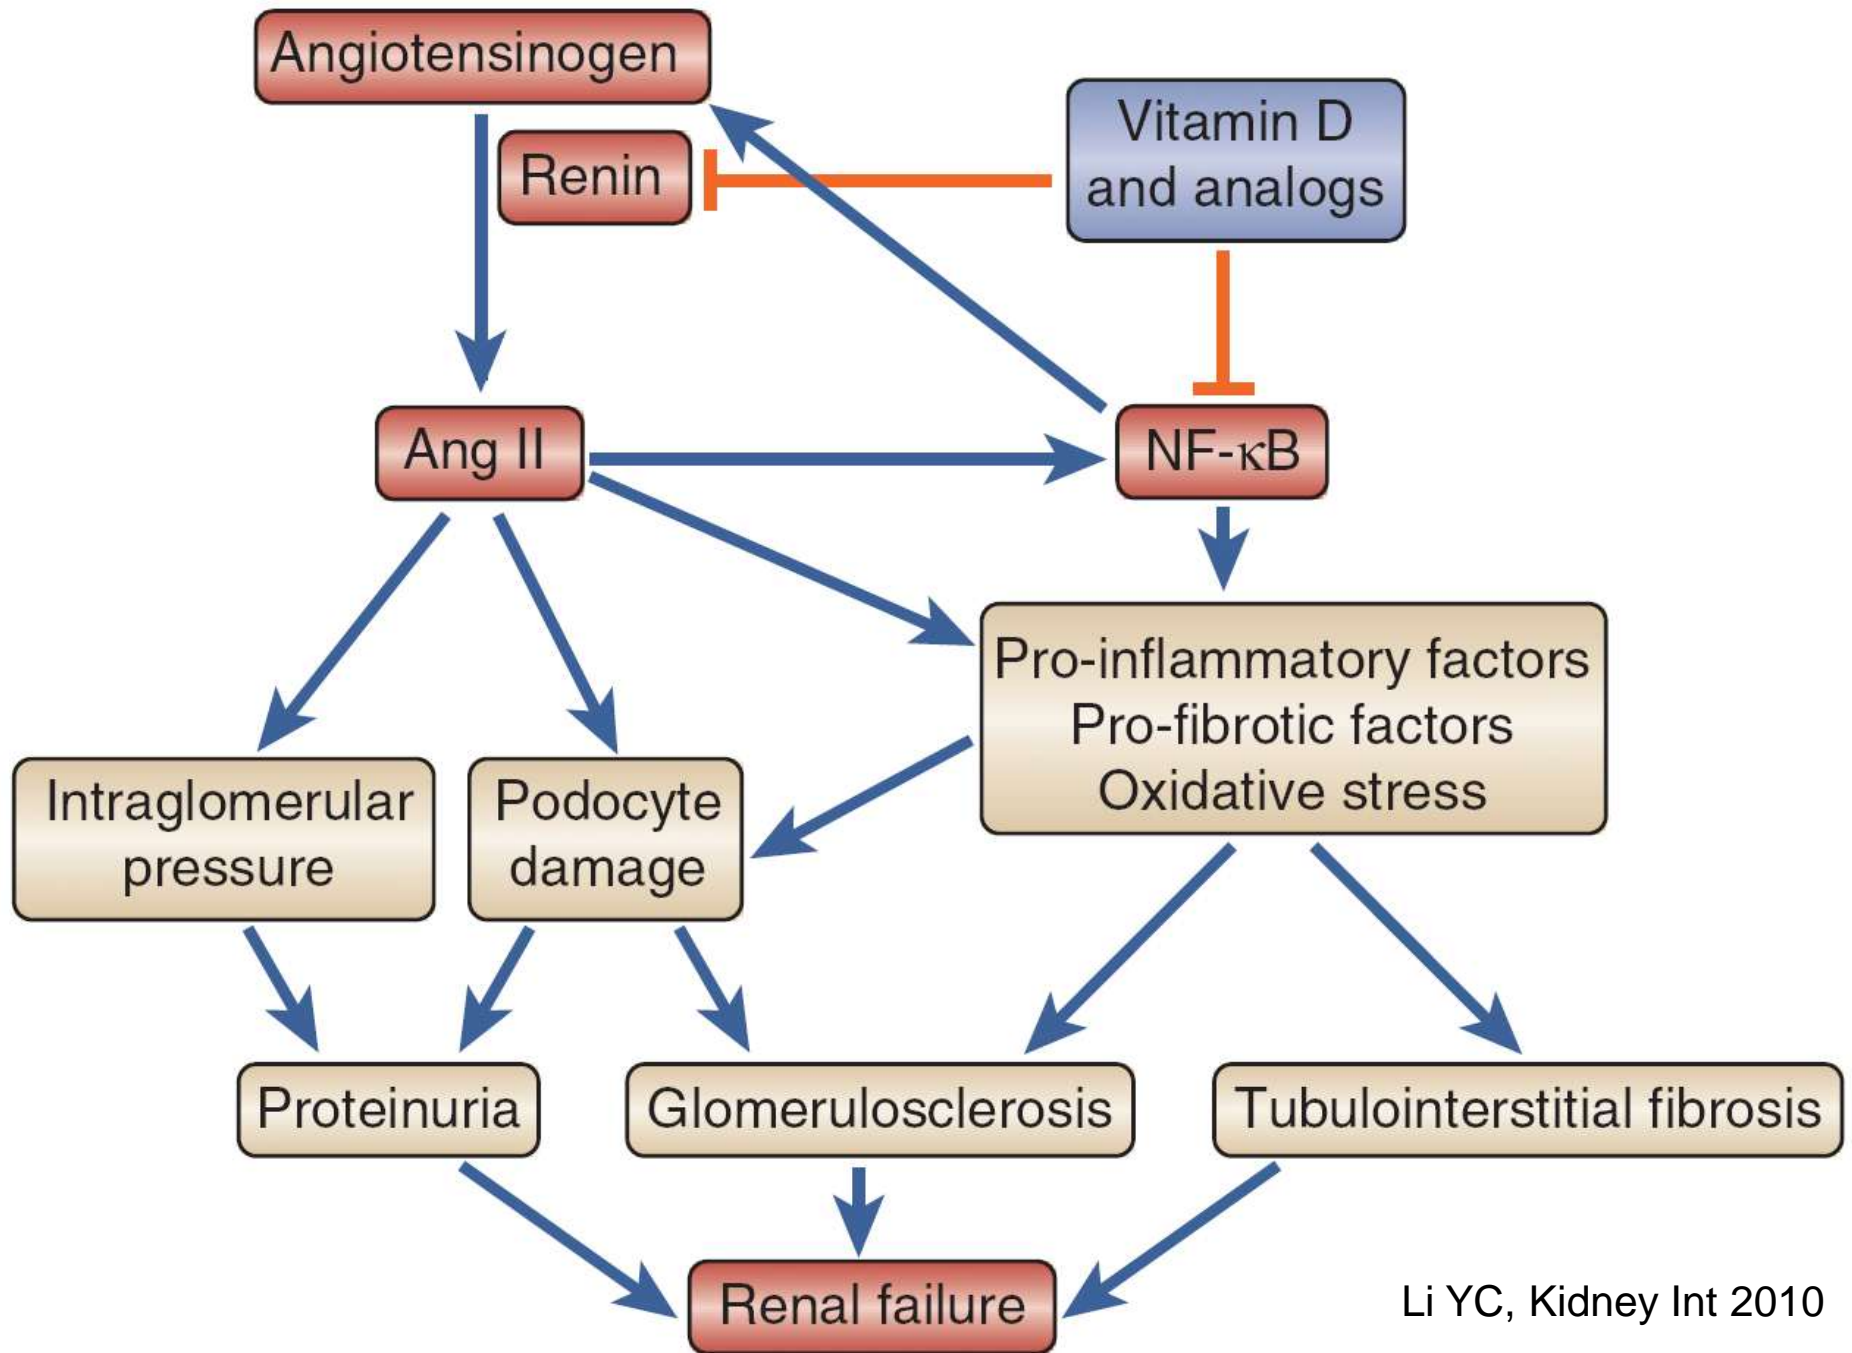 Angiotensinogen
Renin
Vitamin D
and analogs
Ang II
NF-κB
Pro-inflammatory factors
Pro-fibrotic factors
Oxidative stress
Intraglomerular
pressure
Podocyte
damage
Proteinuria
Glomerulosclerosis
Tubulointerstitial fibrosis
Renal failure
Li YC, Kidney Int 2010